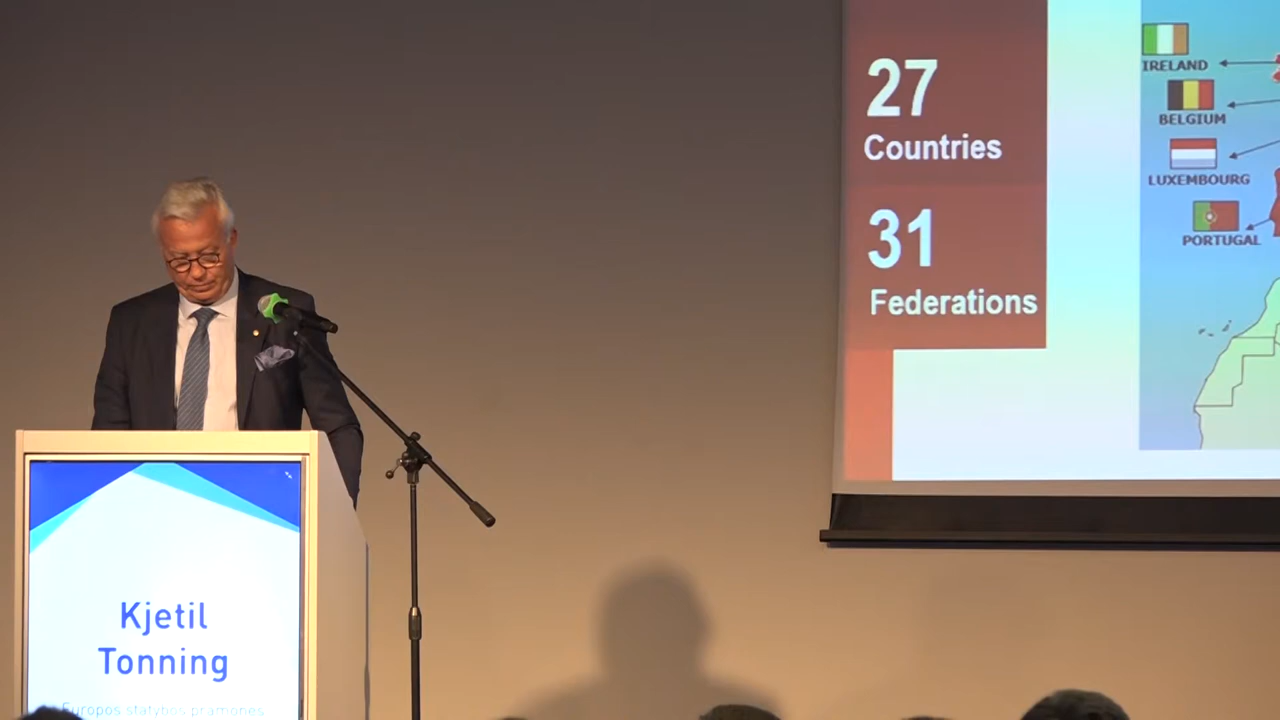 27
Countries
31
Federations
IRELAND
BELGIUM
LUXEMBOURG
PORTUGAL
Kjetil
Tonning
Europos statybos pramonės